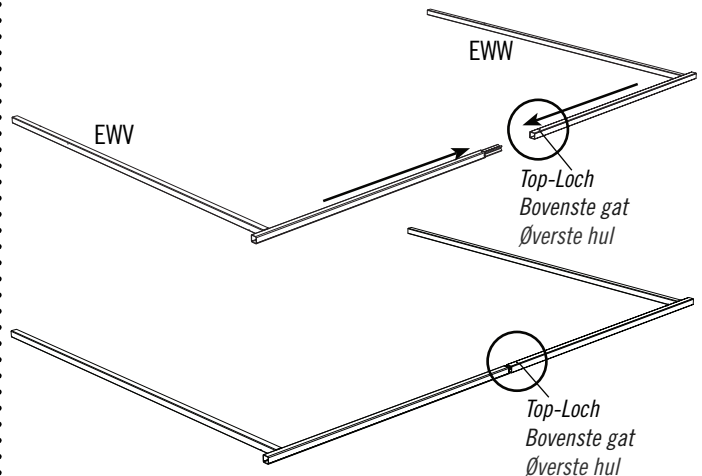 EWW
EWV
Top-Loch
Bovenste gat
Øverste hul
Top-Loch
Bovenste gat
Øverste hul